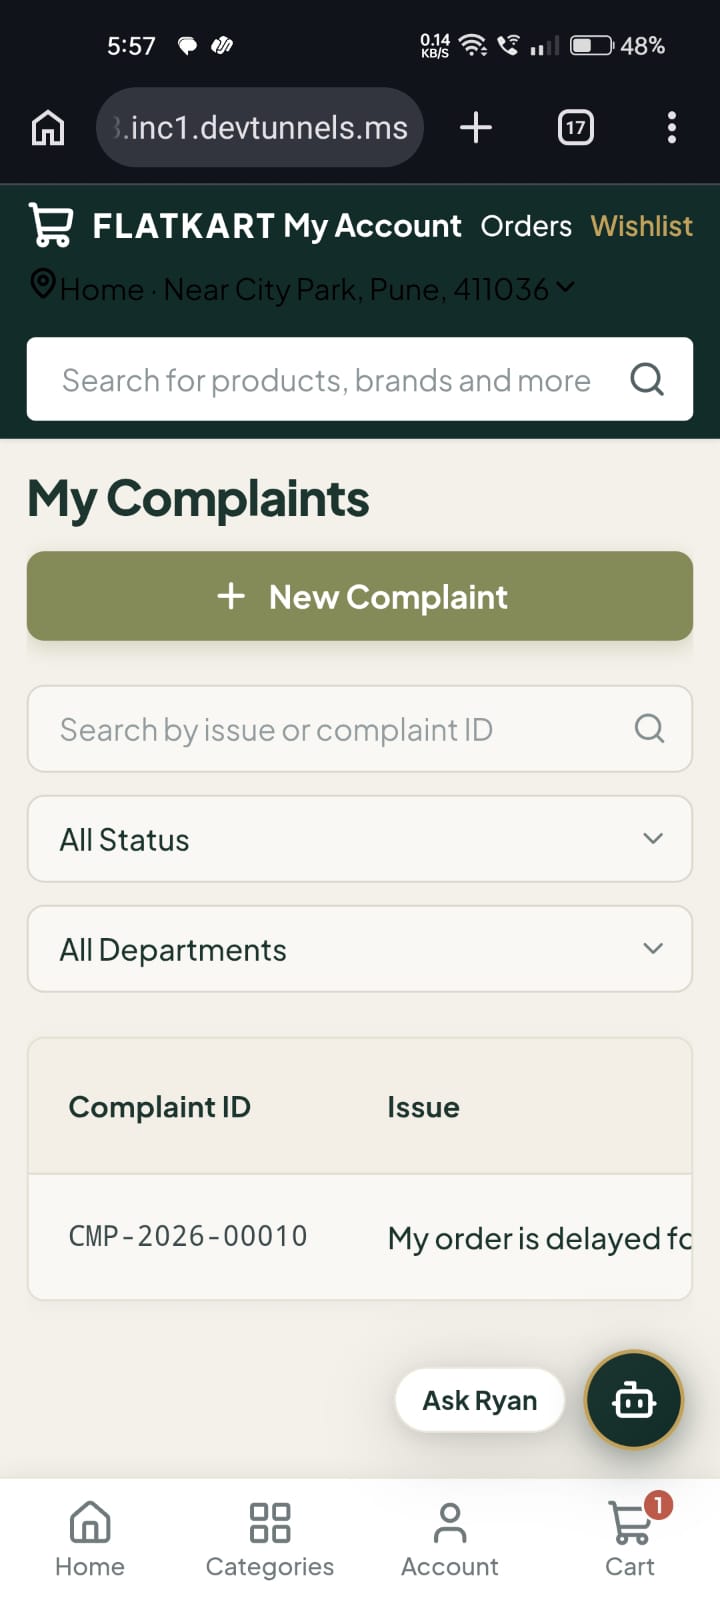 5:57 0.14 KB/S 48%
3.inc1.devtunnels.ms 17
FLATKART My Account Orders Wishlist
Home · Near City Park, Pune, 411036
Search for products, brands and more
My Complaints
+ New Complaint
Search by issue or complaint ID
All Status
All Departments
Complaint ID Issue
CMP-2026-00010 My order is delayed fo
Ask Ryan
1
Home Categories Account Cart